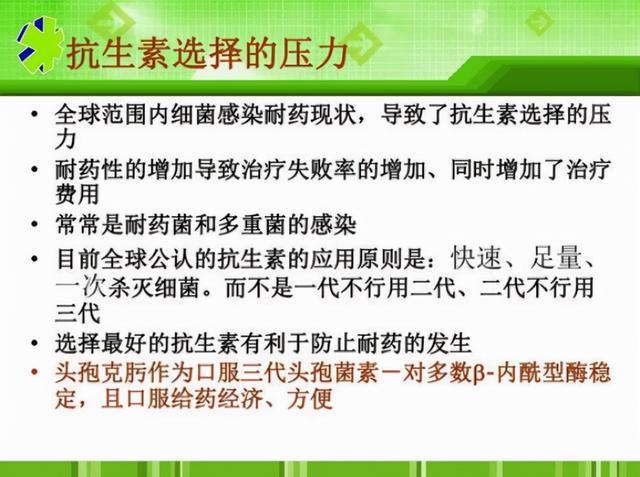 抗生素选择的压力
• 全球范围内细菌感染耐药现状，导致了抗生素选择的压
力
• 耐药性的增加导致治疗失败率的增加、同时增加了治疗
费用
• 常常是耐药菌和多重菌的感染
• 目前全球公认的抗生素的应用原则是：快速、足量、
一次杀灭细菌。而不是一代不行用二代、二代不行用
三代
• 选择最好的抗生素有利于防止耐药的发生
• 头孢克肟作为口服三代头孢菌素－对多数β-内酰型酶稳
定，且口服给药经济、方便